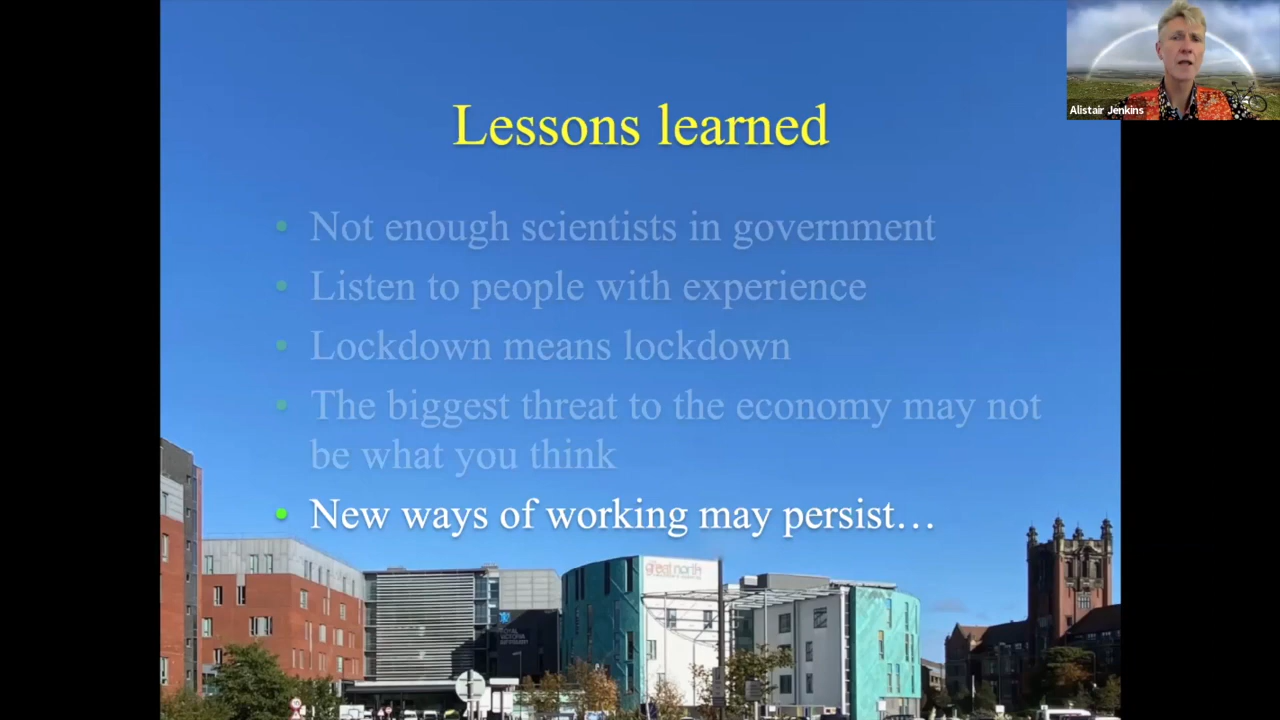 Alistair Jenkins
Lessons learned
• Not enough scientists in government
• Listen to people with experience
• Lockdown means lockdown
• The biggest threat to the economy may not
be what you think
• New ways of working may persist…
great north